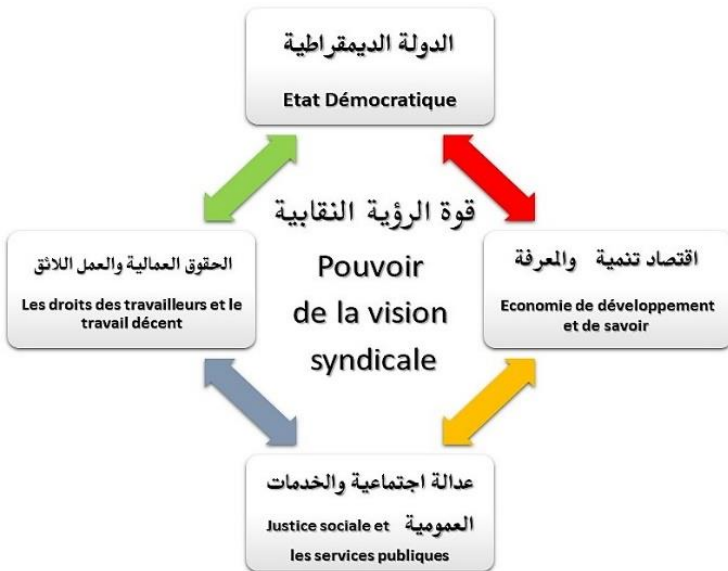 الدولة الديمقراطية
Etat Démocratique
قوة الرؤية النقابية
Pouvoir
de la vision
syndicale
الحقوق العمالية والعمل اللائق
Les droits des travailleurs et le
travail décent
اقتصاد تنمية والمعرفة
Economie de développement
et de savoir
عدالة اجتماعية والخدمات
العمومية Justice sociale et
les services publiques